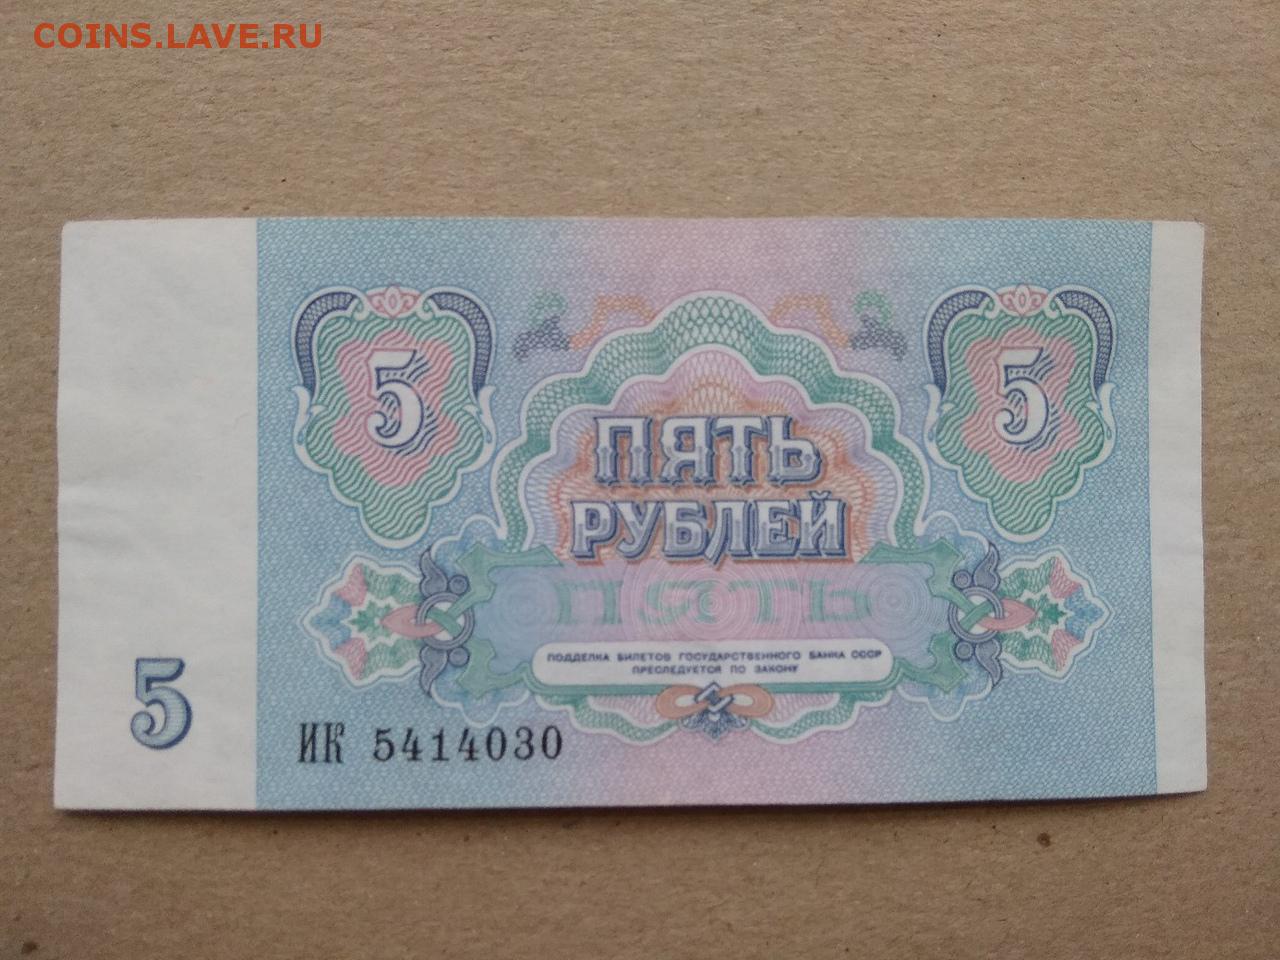 COINS.LAVE.RU
5
5
ПЯТЬ
РУБЛЕЙ
ПЯТЬ
ПОДДЕЛКА БИЛЕТОВ ГОСУДАРСТВЕННОГО БАНКА СССР
ПРЕСЛЕДУЕТСЯ ПО ЗАКОНУ
5
ИК 5414030